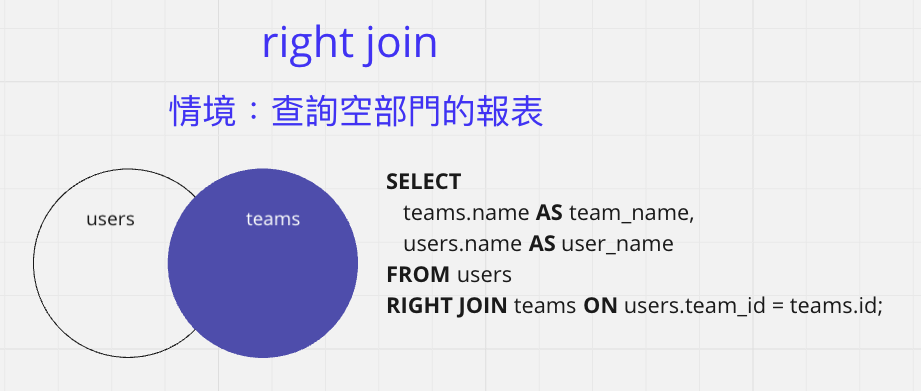 right join
情境：查詢空部門的報表
users
teams
SELECT
teams.name AS team_name,
users.name AS user_name
FROM users
RIGHT JOIN teams ON users.team_id = teams.id;